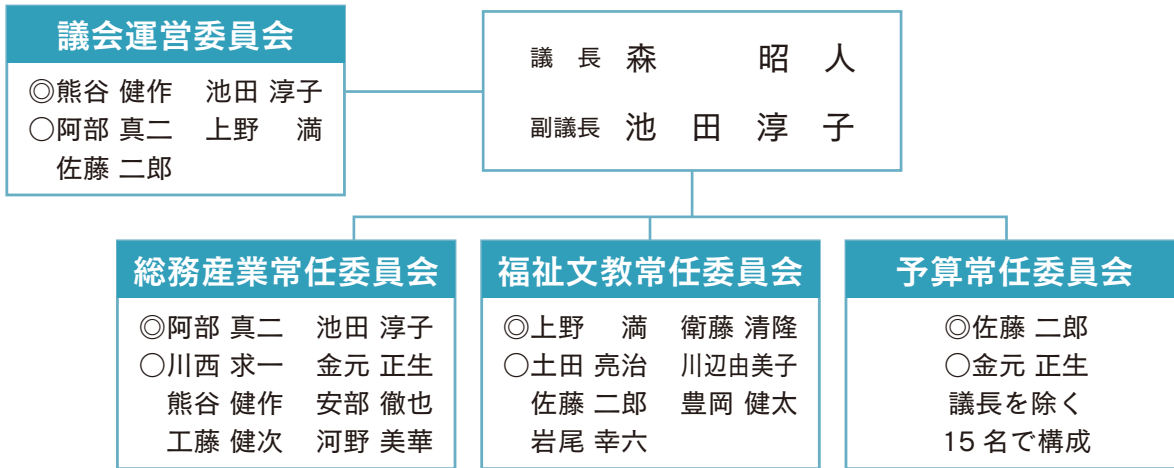 議会運営委員会
◎熊谷 健作 池田 淳子
○阿部 真二 上野 満
佐藤 二郎
議 長 森 昭 人
副議長 池 田 淳 子
総務産業常任委員会
◎阿部 真二 池田 淳子
○川西 求一 金元 正生
熊谷 健作 安部 徹也
工藤 健次 河野 美華
福祉文教常任委員会
◎上野 満 衛藤 清隆
○土田 亮治 川辺由美子
佐藤 二郎 豊岡 健太
岩尾 幸六
予算常任委員会
◎佐藤 二郎
○金元 正生
議長を除く
15名で構成